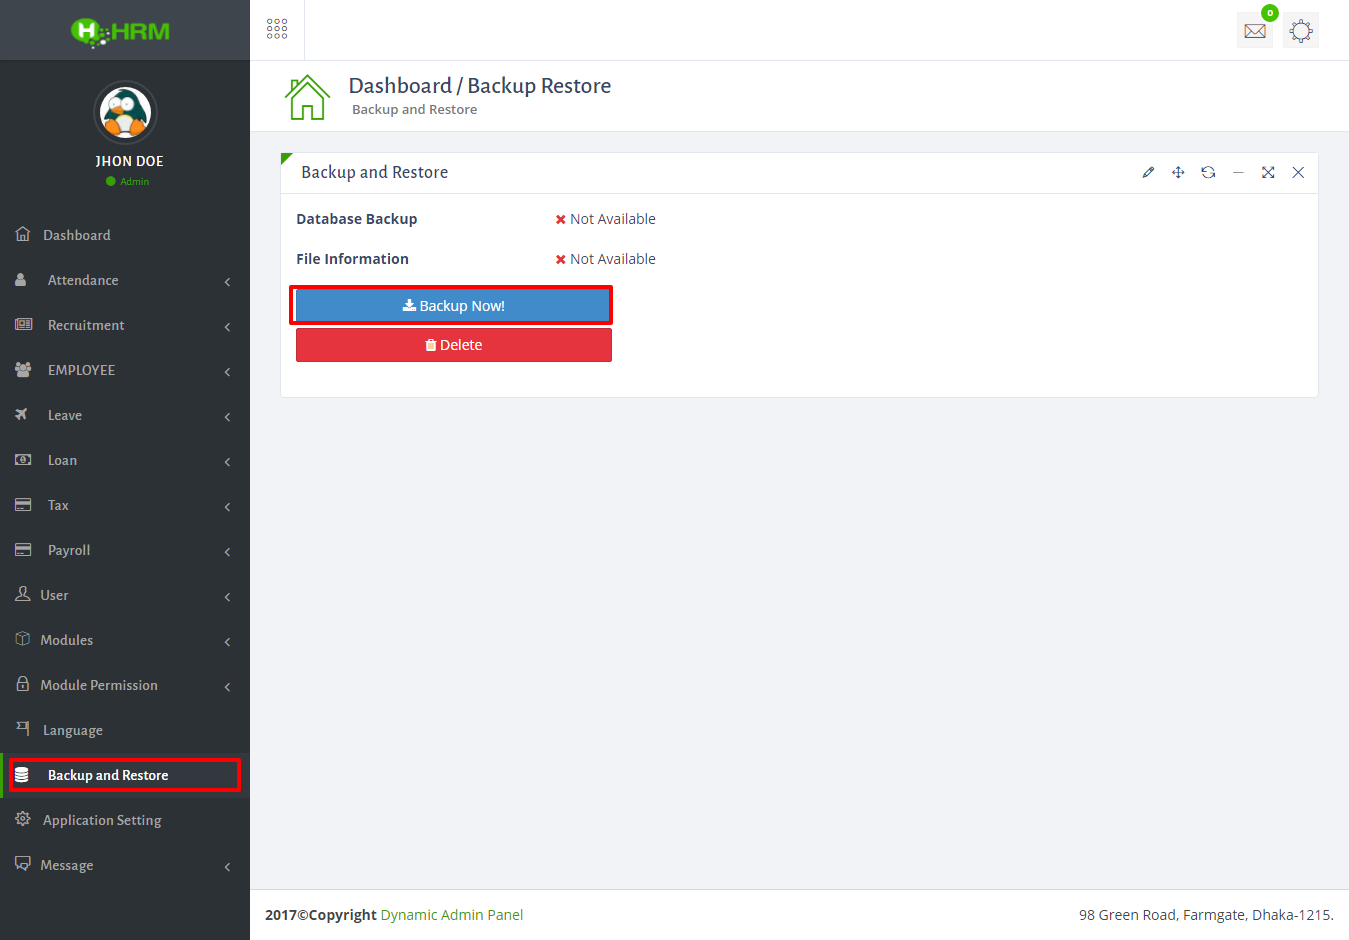 HRM
JHON DOE
Admin
Dashboard
Attendance
Recruitment
EMPLOYEE
Leave
Loan
Tax
Payroll
User
Modules
Module Permission
Language
Backup and Restore
Application Setting
Message
0
Dashboard / Backup Restore
Backup and Restore
Backup and Restore
Database Backup Not Available
File Information Not Available
Backup Now!
Delete
2017©Copyright Dynamic Admin Panel
98 Green Road, Farmgate, Dhaka-1215.